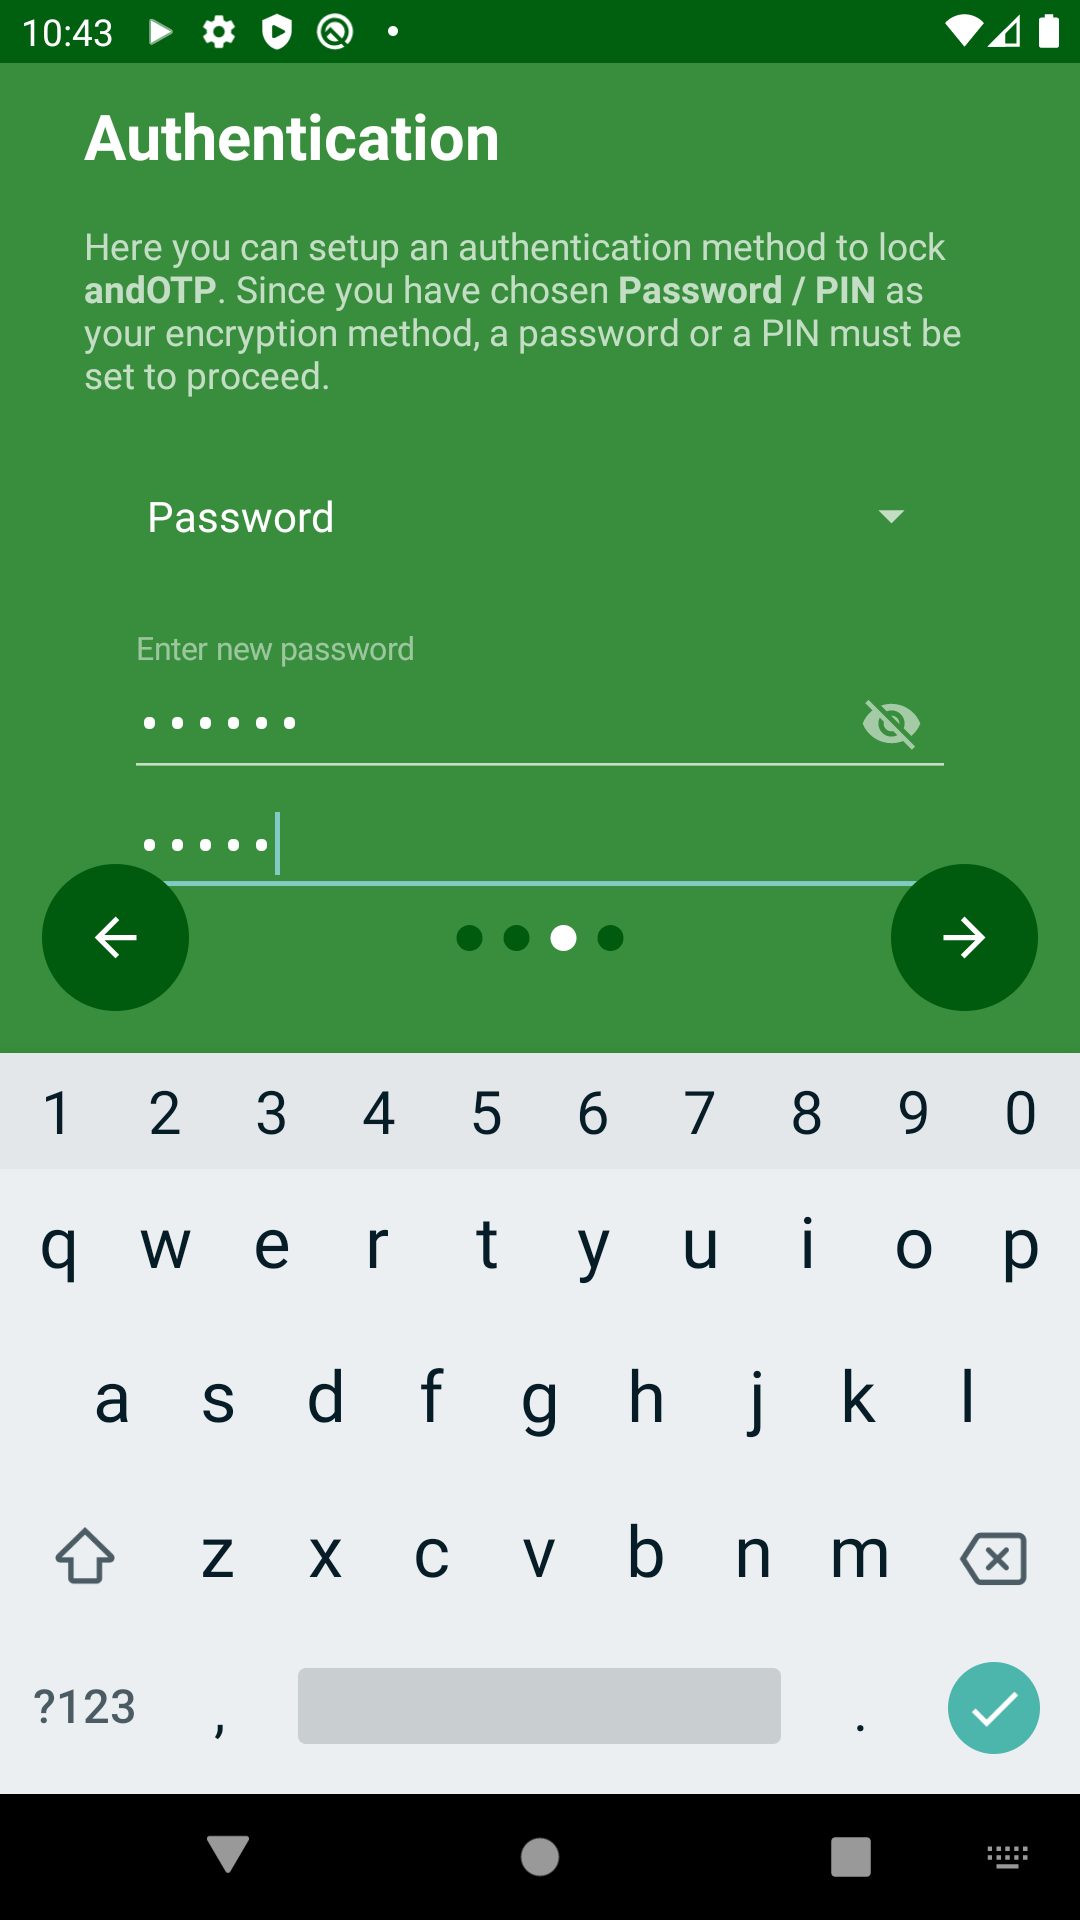 10:43
Authentication
Here you can setup an authentication method to lock
andOTP. Since you have chosen Password / PIN as
your encryption method, a password or a PIN must be
set to proceed.
Password
Enter new password
••••••
•••••
1 2 3 4 5 6 7 8 9 0
q w e r t y u i o p
a s d f g h j k l
z x c v b n m
?123 , .